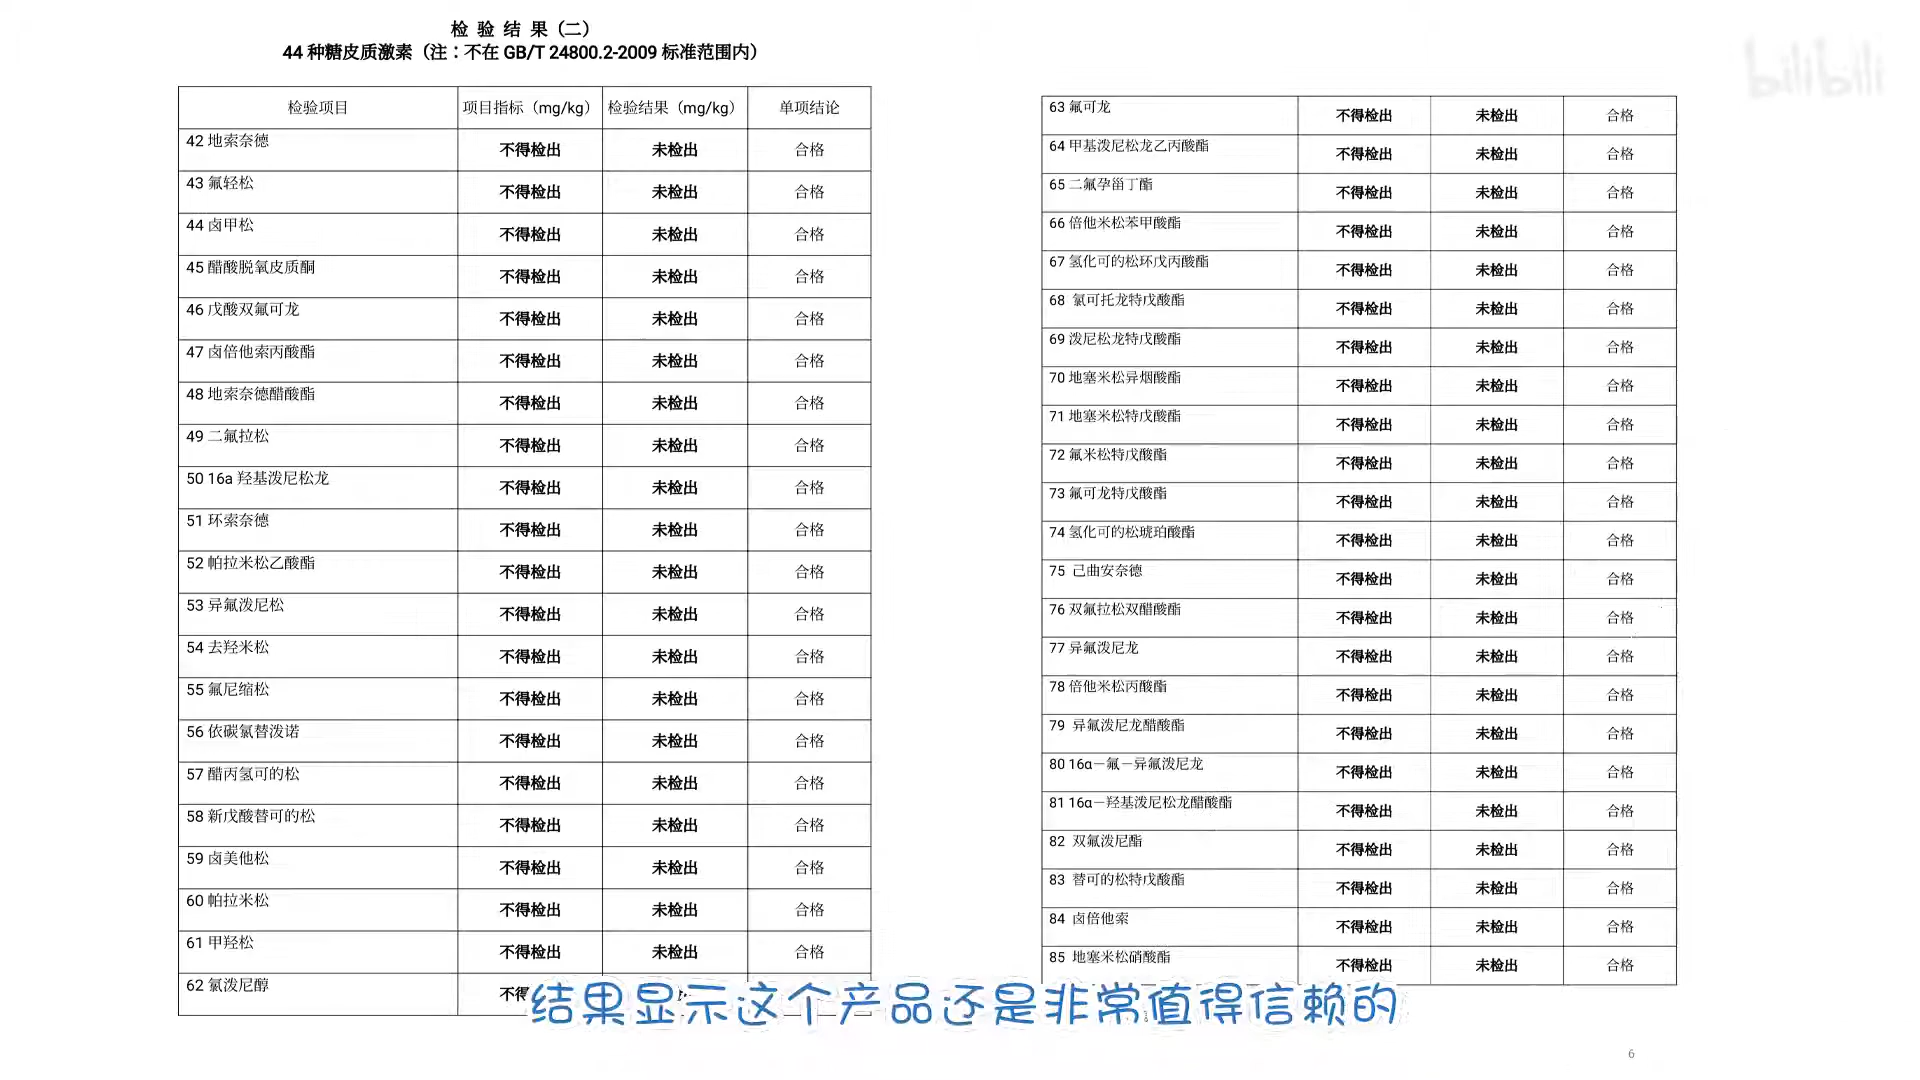 检 验 结 果（二）
44 种糖皮质激素（注：不在 GB/T 24800.2-2009 标准范围内）
bilibili
检验项目 项目指标（mg/kg） 检验结果（mg/kg） 单项结论
42 地索奈德 不得检出 未检出 合格
43 氟轻松 不得检出 未检出 合格
44 卤甲松 不得检出 未检出 合格
45 醋酸脱氧皮质酮 不得检出 未检出 合格
46 戊酸双氟可龙 不得检出 未检出 合格
47 卤倍他索丙酸酯 不得检出 未检出 合格
48 地索奈德醋酸酯 不得检出 未检出 合格
49 二氟拉松 不得检出 未检出 合格
50 16a 羟基泼尼松龙 不得检出 未检出 合格
51 环索奈德 不得检出 未检出 合格
52 帕拉米松乙酸酯 不得检出 未检出 合格
53 异氟泼尼松 不得检出 未检出 合格
54 去羟米松 不得检出 未检出 合格
55 氟尼缩松 不得检出 未检出 合格
56 依碳氯替泼诺 不得检出 未检出 合格
57 醋丙氢可的松 不得检出 未检出 合格
58 新戊酸替可的松 不得检出 未检出 合格
59 卤美他松 不得检出 未检出 合格
60 帕拉米松 不得检出 未检出 合格
61 甲羟松 不得检出 未检出 合格
62 氯泼尼醇 不得
63 氟可龙 不得检出 未检出 合格
64 甲基泼尼松龙乙丙酸酯 不得检出 未检出 合格
65 二氟孕甾丁酯 不得检出 未检出 合格
66 倍他米松苯甲酸酯 不得检出 未检出 合格
67 氢化可的松环戊丙酸酯 不得检出 未检出 合格
68 氯可托龙特戊酸酯 不得检出 未检出 合格
69 泼尼松龙特戊酸酯 不得检出 未检出 合格
70 地塞米松异烟酸酯 不得检出 未检出 合格
71 地塞米松特戊酸酯 不得检出 未检出 合格
72 氟米松特戊酸酯 不得检出 未检出 合格
73 氟可龙特戊酸酯 不得检出 未检出 合格
74 氢化可的松琥珀酸酯 不得检出 未检出 合格
75 己曲安奈德 不得检出 未检出 合格
76 双氟拉松双醋酸酯 不得检出 未检出 合格
77 异氟泼尼龙 不得检出 未检出 合格
78 倍他米松丙酸酯 不得检出 未检出 合格
79 异氟泼尼龙醋酸酯 不得检出 未检出 合格
80 16α－氟－异氟泼尼龙 不得检出 未检出 合格
81 16α－羟基泼尼松龙醋酸酯 不得检出 未检出 合格
82 双氟泼尼酯 不得检出 未检出 合格
83 替可的松特戊酸酯 不得检出 未检出 合格
84 卤倍他索 不得检出 未检出 合格
85 地塞米松硝酸酯 不得检出 未检出 合格
结果显示这个产品还是非常值得信赖的
6